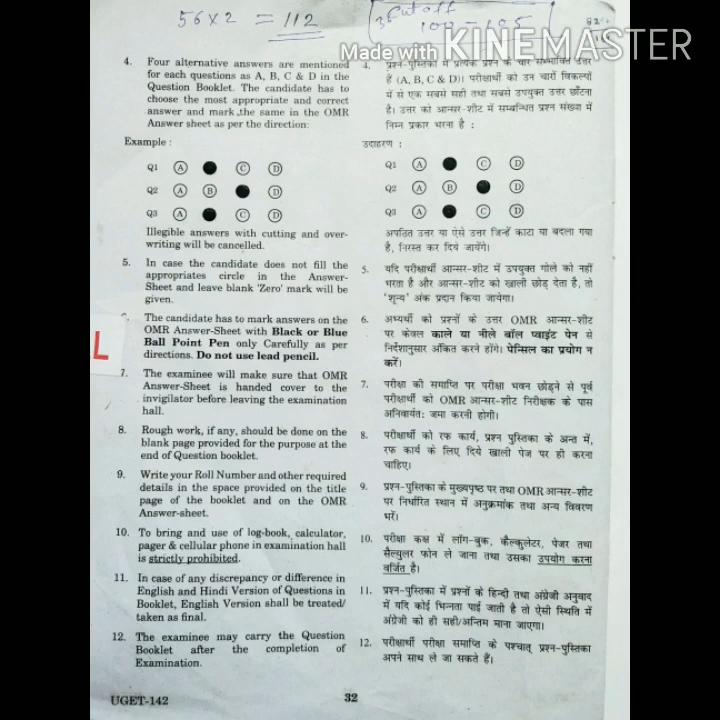 56x2 = 112
Cutoff
100 - 105
Made with KINEMASTER
4. Four alternative answers are mentioned
for each questions as A, B, C & D in the
Question Booklet. The candidate has to
choose the most appropriate and correct
answer and mark the same in the OMR
Answer sheet as per the direction:
Example :
Q1 A C D
Q2 A B D
Q3 A C D
Illegible answers with cutting and over-
writing will be cancelled.
5. In case the candidate does not fill the
appropriates circle in the Answer-
Sheet and leave blank 'Zero' mark will be
given.
The candidate has to mark answers on the
OMR Answer-Sheet with Black or Blue
Ball Point Pen only Carefully as per
directions. Do not use lead pencil.
L
7. The examinee will make sure that OMR
Answer-Sheet is handed cover to the
invigilator before leaving the examination
hall.
8. Rough work, if any, should be done on the
blank page provided for the purpose at the
end of Question booklet.
9. Write your Roll Number and other required
details in the space provided on the title
page of the booklet and on the OMR
Answer-sheet.
10. To bring and use of log-book, calculator,
pager & cellular phone in examination hall
is strictly prohibited.
11. In case of any discrepancy or difference in
English and Hindi Version of Questions in
Booklet, English Version shall be treated/
taken as final.
12. The examinee may carry the Question
Booklet after the completion of
Examination.
4. प्रश्न-पुस्तिका में प्रत्येक प्रश्न के चार सम्भावित उत्तर
हैं (A, B, C & D)। परीक्षार्थी को उन चारों विकल्पों
में से एक सबसे सही तथा सबसे उपयुक्त उत्तर छाँटना
है। उत्तर को आन्सर-शीट में सम्बन्धित प्रश्न संख्या में
निम्न प्रकार भरना है :
उदाहरण :
Q1 A C D
Q2 A B D
Q3 A C D
अपठित उत्तर या ऐसे उत्तर जिन्हें काटा या बदला गया
है, निरस्त कर दिये जायेंगे।
5. यदि परीक्षार्थी आन्सर-शीट में उपयुक्त गोले को नहीं
भरता है और आन्सर-शीट को खाली छोड़ देता है, तो
'शून्य' अंक प्रदान किया जायेगा।
6. अभ्यर्थी को प्रश्नों के उत्तर OMR आन्सर-शीट
पर केवल काले या नीले बॉल प्वाइंट पेन से
निर्देशानुसार अंकित करने होंगे। पेन्सिल का प्रयोग न
करें।
7. परीक्षा की समाप्ति पर परीक्षा भवन छोड़ने से पूर्व
परीक्षार्थी को OMR आन्सर-शीट निरीक्षक के पास
अनिवार्यतः जमा करनी होगी।
8. परीक्षार्थी को रफ कार्य, प्रश्न पुस्तिका के अन्त में,
रफ कार्य के लिए दिये खाली पेज पर ही करना
चाहिए।
9. प्रश्न-पुस्तिका के मुख्यपृष्ठ पर तथा OMR आन्सर-शीट
पर निर्धारित स्थान में अनुक्रमांक तथा अन्य विवरण
भरें।
10. परीक्षा कक्ष में लॉग-बुक, कैल्कुलेटर, पेजर तथा
सैल्युलर फोन ले जाना तथा उसका उपयोग करना
वर्जित है।
11. प्रश्न-पुस्तिका में प्रश्नों के हिन्दी तथा अंग्रेजी अनुवाद
में यदि कोई भिन्नता पाई जाती है तो ऐसी स्थिति में
अंग्रेजी को ही सही/अन्तिम माना जाएगा।
12. परीक्षार्थी परीक्षा समाप्ति के पश्चात् प्रश्न-पुस्तिका
अपने साथ ले जा सकते हैं।
UGET-142
32